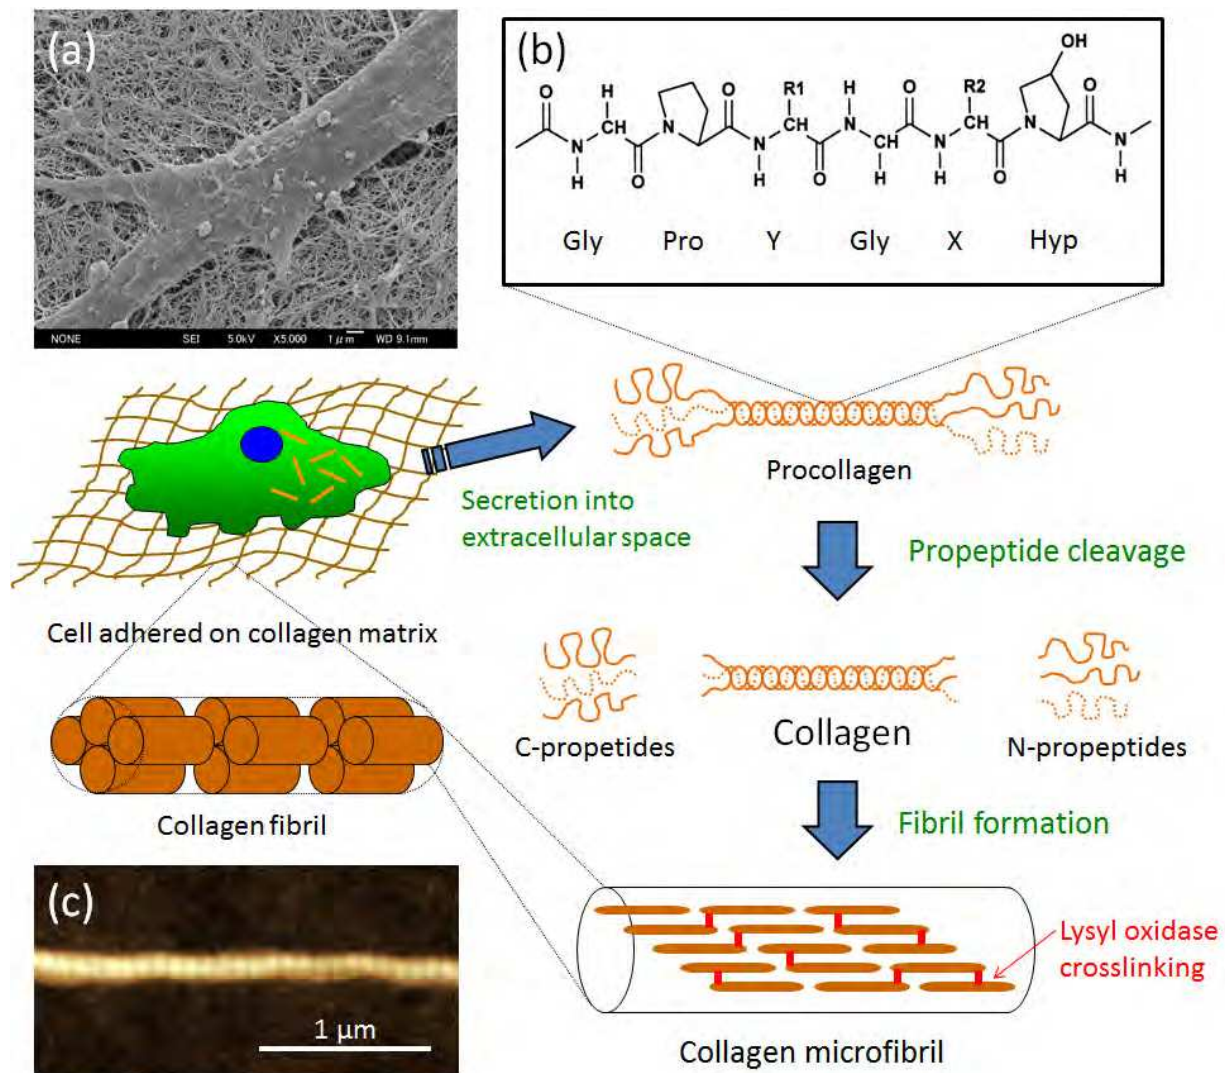 (a)
NONE SEI 5.0kV X5,000 1μm WD 9.1mm
(b)
OH
O H O R1 H O R2 O
CH N N CH N CH N CH N N
H O H O H H O H
Gly Pro Y Gly X Hyp
Procollagen
Secretion into
extracellular space
Propeptide cleavage
Cell adhered on collagen matrix
C-propetides
Collagen
N-propeptides
Collagen fibril
Fibril formation
(c)
1 μm
Lysyl oxidase
crosslinking
Collagen microfibril